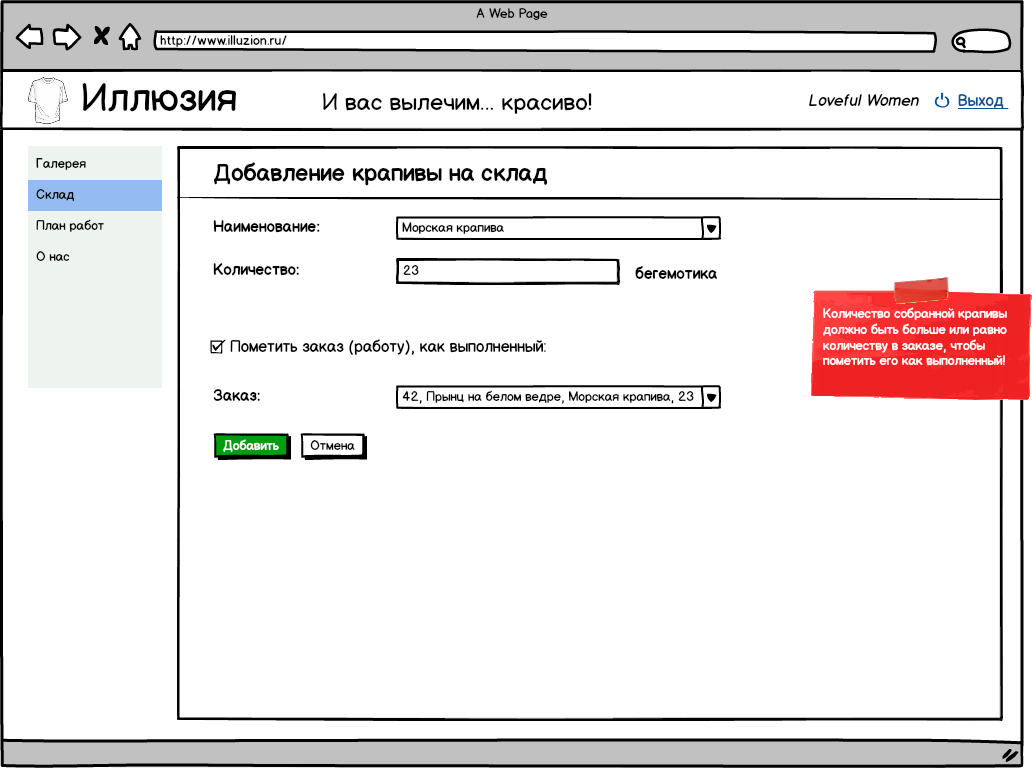 A Web Page
http://www.illuzion.ru/
Иллюзия
И вас вылечим... красиво!
Loveful Women
Выход
Галерея
Склад
План работ
О нас
Добавление крапивы на склад
Наименование:
Морская крапива
Количество:
23
бегемотика
Количество собранной крапивы
должно быть больше или равно
количеству в заказе, чтобы
пометить его как выполненный!
Пометить заказ (работу), как выполненный:
Заказ:
42, Прынц на белом ведре, Морская крапива, 23
Добавить
Отмена